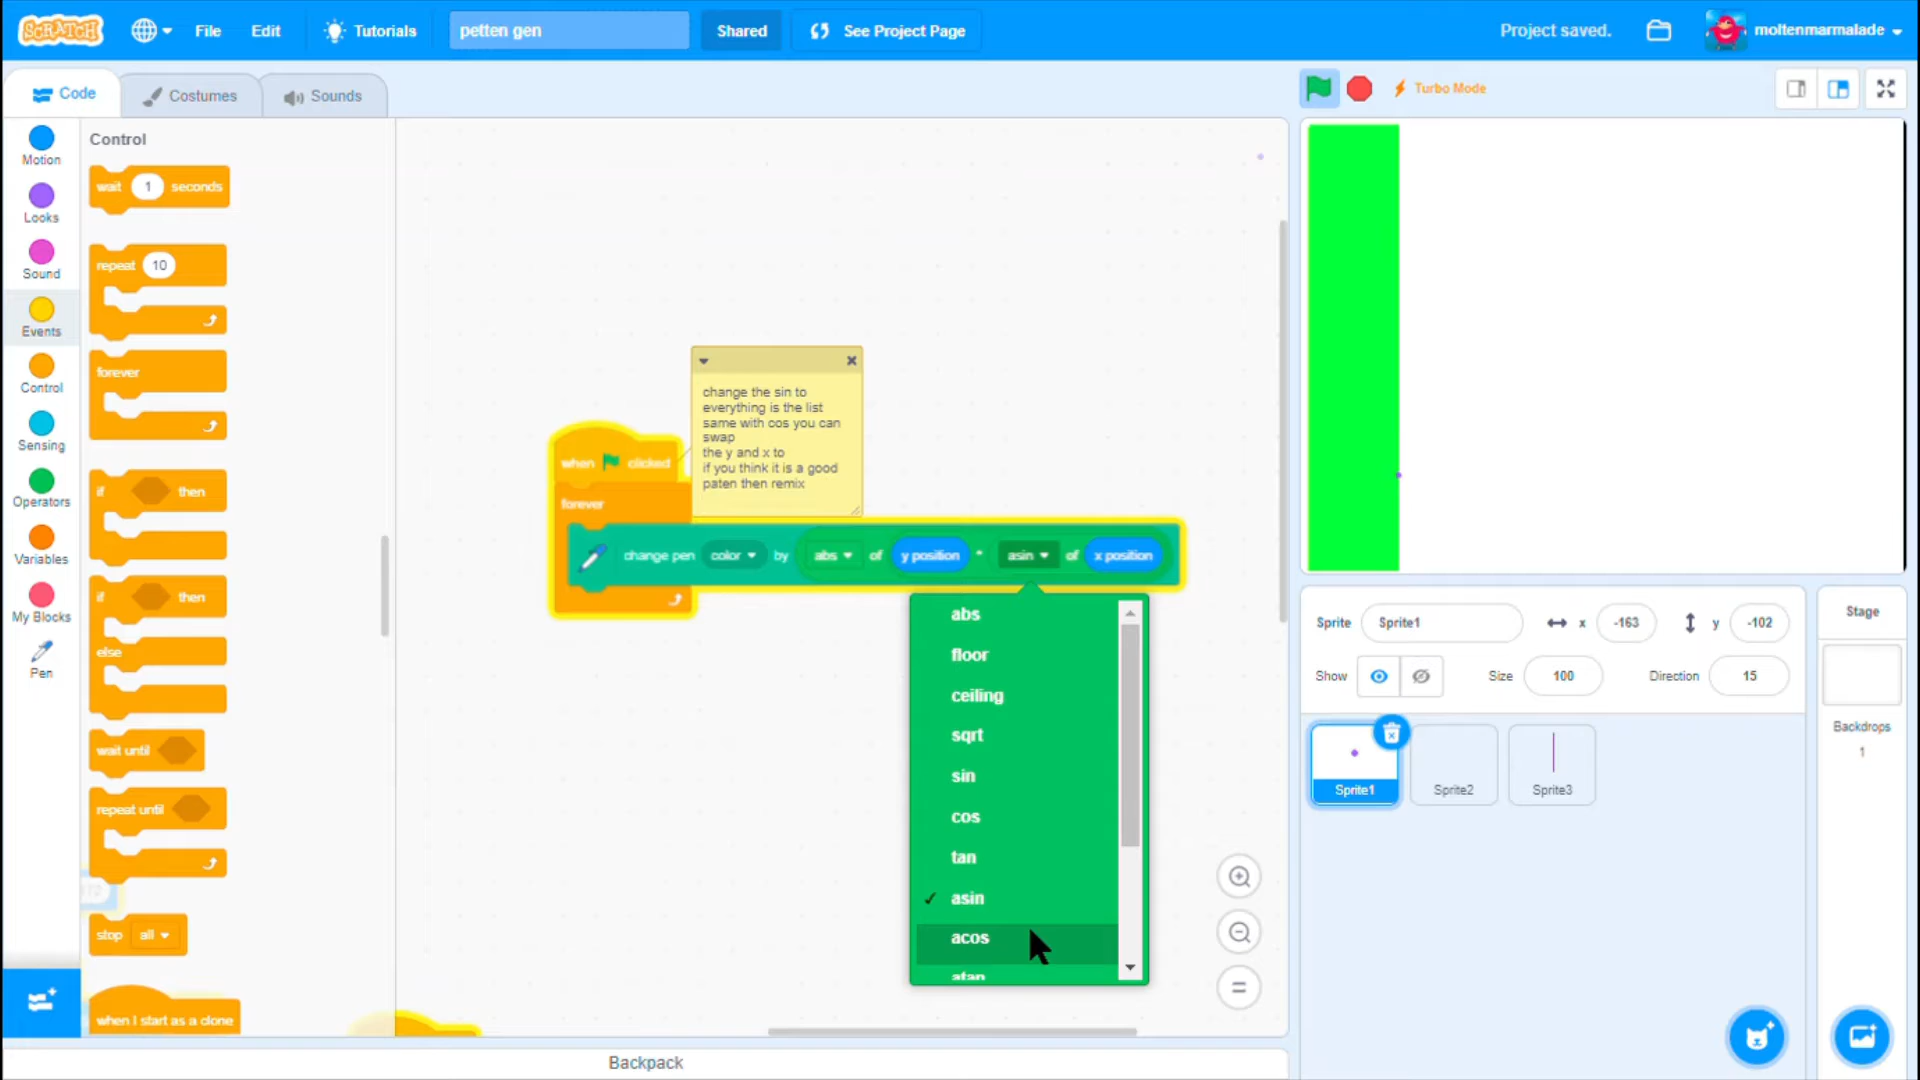 SCRATCH
File
Edit
Tutorials
petten gen
Shared
See Project Page
Project saved.
moltenmarmalade
Code
Costumes
Sounds
Turbo Mode
Motion
Looks
Sound
Events
Control
Sensing
Operators
Variables
My Blocks
Pen
Control
wait 1 seconds
repeat 10
forever
if then
if then
else
wait until
repeat until
stop all
when I start as a clone
change the sin to
everything is the list
same with cos you can
swap
the y and x to
if you think it is a good
paten then remix
when clicked
forever
change pen color by abs of y position * asin of x position
abs
floor
ceiling
sqrt
sin
cos
tan
✓ asin
acos
atan
Sprite Sprite1 x -163 y -102
Show Size 100 Direction 15
Sprite1
Sprite2
Sprite3
Stage
Backdrops
1
Backpack